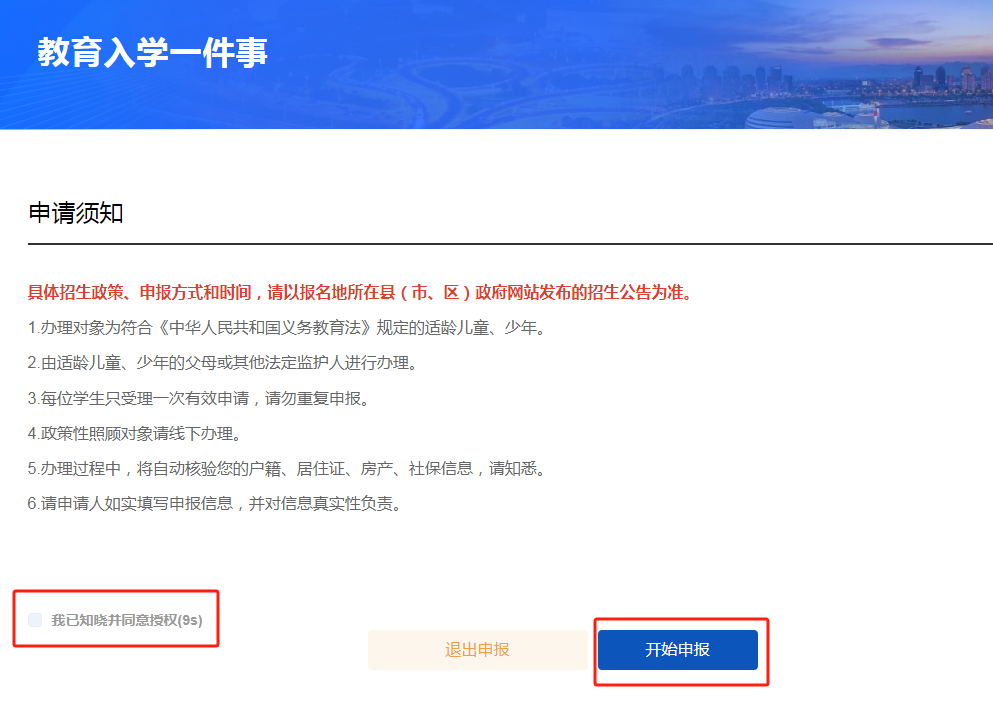 教育入学一件事
申请须知
具体招生政策、申报方式和时间，请以报名地所在县（市、区）政府网站发布的招生公告为准。
1.办理对象为符合《中华人民共和国义务教育法》规定的适龄儿童、少年。
2.由适龄儿童、少年的父母或其他法定监护人进行办理。
3.每位学生只受理一次有效申请，请勿重复申报。
4.政策性照顾对象请线下办理。
5.办理过程中，将自动核验您的户籍、居住证、房产、社保信息，请知悉。
6.请申请人如实填写申报信息，并对信息真实性负责。
我已知晓并同意授权(9s)
退出申报
开始申报